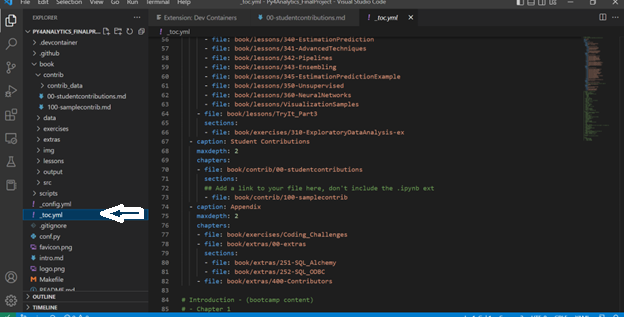 File Edit Selection View Go Run Terminal Help
_toc.yml - Py4Analytics_FinalProject - Visual Studio Code
EXPLORER
Extension: Dev Containers
00-studentcontributions.md
_toc.yml
PY4ANALYTICS_FINALPROJ...
.devcontainer
.github
book
contrib
contrib_data
00-studentcontributions.md
100-samplecontrib.md
data
exercises
extras
img
lessons
output
src
scripts
_config.yml
_toc.yml
.gitignore
conf.py
favicon.png
intro.md
logo.png
Makefile
README.md
OUTLINE
TIMELINE
_toc.yml
56 - file: book/lessons/340-EstimationPrediction
57 - file: book/lessons/341-AdvancedTechniques
58 - file: book/lessons/342-Pipelines
59 - file: book/lessons/343-Ensembling
60 - file: book/lessons/345-EstimationPredictionExample
61 - file: book/lessons/350-Unsupervised
62 - file: book/lessons/360-NeuralNetworks
63 - file: book/lessons/VisualizationSamples
64 - file: book/lessons/TryIt_Part3
65 sections:
66 - file: book/exercises/310-ExploratoryDataAnalysis-ex
67 - caption: Student Contributions
68 maxdepth: 2
69 chapters:
70 - file: book/contrib/00-studentcontributions
71 sections:
72 ## Add a link to your file here, don't include the .ipynb ext
73 - file: book/contrib/100-samplecontrib
74 - caption: Appendix
75 maxdepth: 2
76 chapters:
77 - file: book/exercises/Coding_Challenges
78 - file: book/extras/00-extras
79 sections:
80 - file: book/extras/251-SQL_Alchemy
81 - file: book/extras/252-SQL_ODBC
82 - file: book/extras/400-Contributors
83
84 # Introduction - (bootcamp content)
85 # - Chapter 1